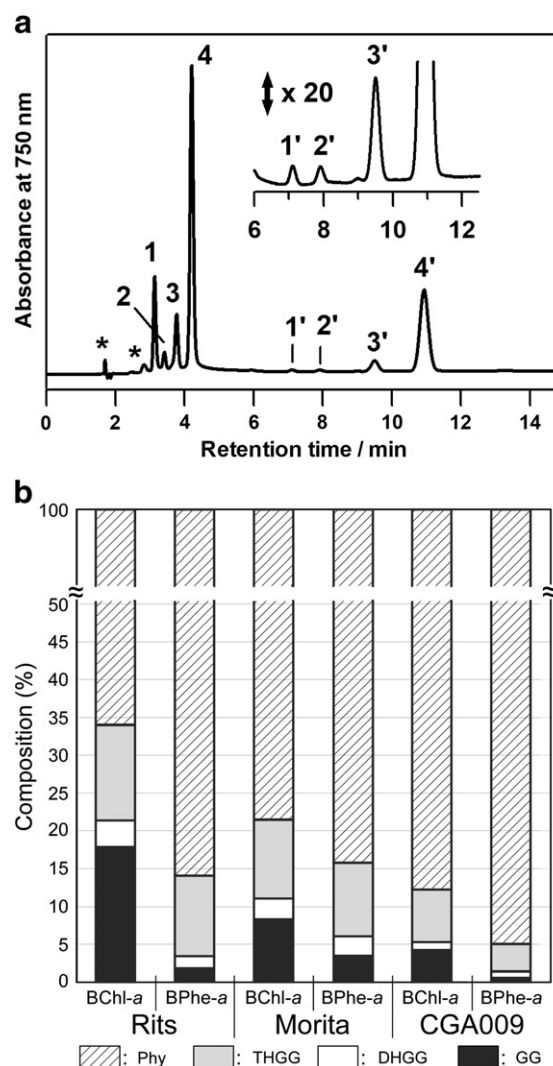 a
Absorbance at 750 nm
4
1
2
3
*
*
1'
2'
3'
4'
x 20
1'
2'
3'
6 8 10 12
0 2 4 6 8 10 12 14
Retention time / min
b
Composition (%)
100
50
45
40
35
30
25
20
15
10
5
0
BChl-a BPhe-a BChl-a BPhe-a BChl-a BPhe-a
Rits Morita CGA009
: Phy : THGG : DHGG : GG